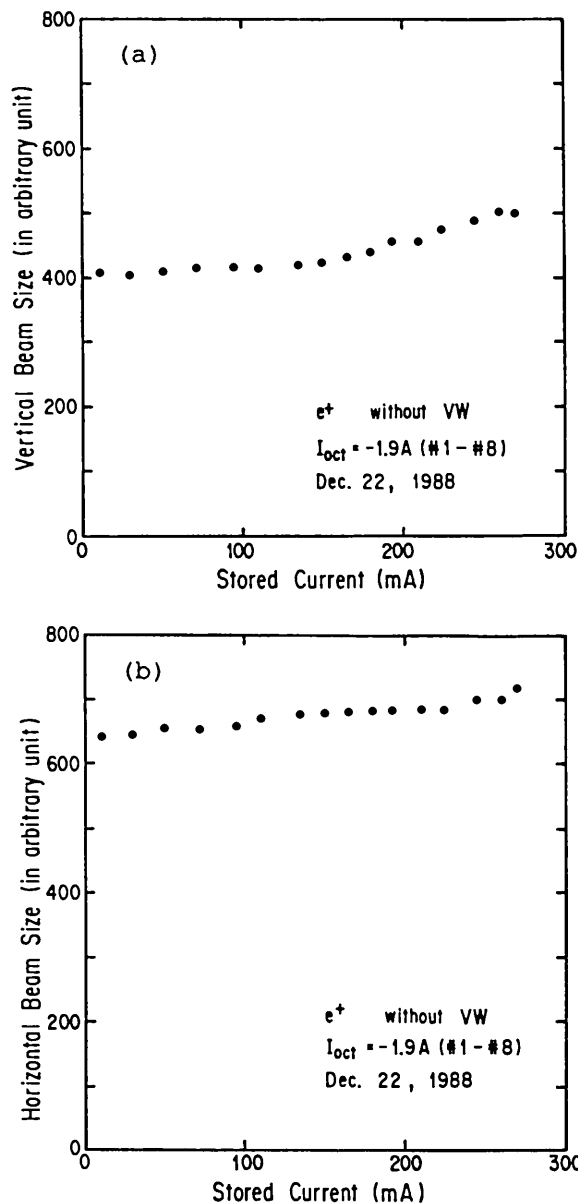 800
(a)
600
400
200
0
Vertical Beam Size (in arbitrary unit)
e+ without VW
Ioct = -1.9A (#1-#8)
Dec. 22, 1988
100
200
300
Stored Current (mA)
800
(b)
600
400
200
0
Horizontal Beam Size (in arbitrary unit)
e+ without VW
Ioct = -1.9A (#1-#8)
Dec. 22, 1988
0
100
200
300
Stored Current (mA)